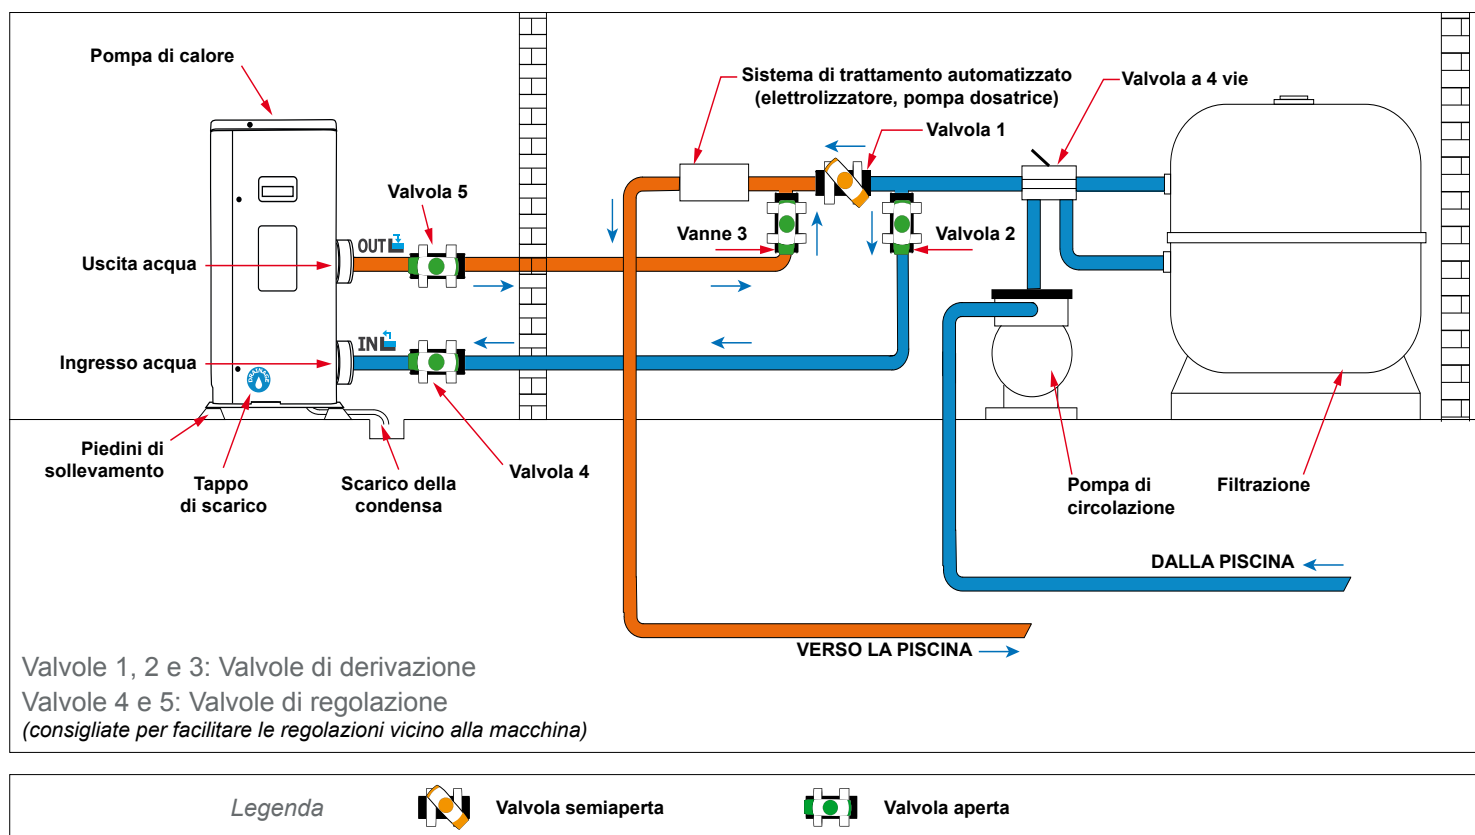 Pompa di calore
Sistema di trattamento automatizzato
(elettrolizzatore, pompa dosatrice)
Valvola a 4 vie
Valvola 1
Valvola 5
Vanne 3
Valvola 2
OUT
Uscita acqua
IN
Ingresso acqua
Piedini di
sollevamento
Tappo
di scarico
Scarico della
condensa
Valvola 4
Pompa di
circolazione
Filtrazione
DALLA PISCINA
VERSO LA PISCINA
Valvole 1, 2 e 3: Valvole di derivazione
Valvole 4 e 5: Valvole di regolazione
(consigliate per facilitare le regolazioni vicino alla macchina)
Legenda
Valvola semiaperta
Valvola aperta